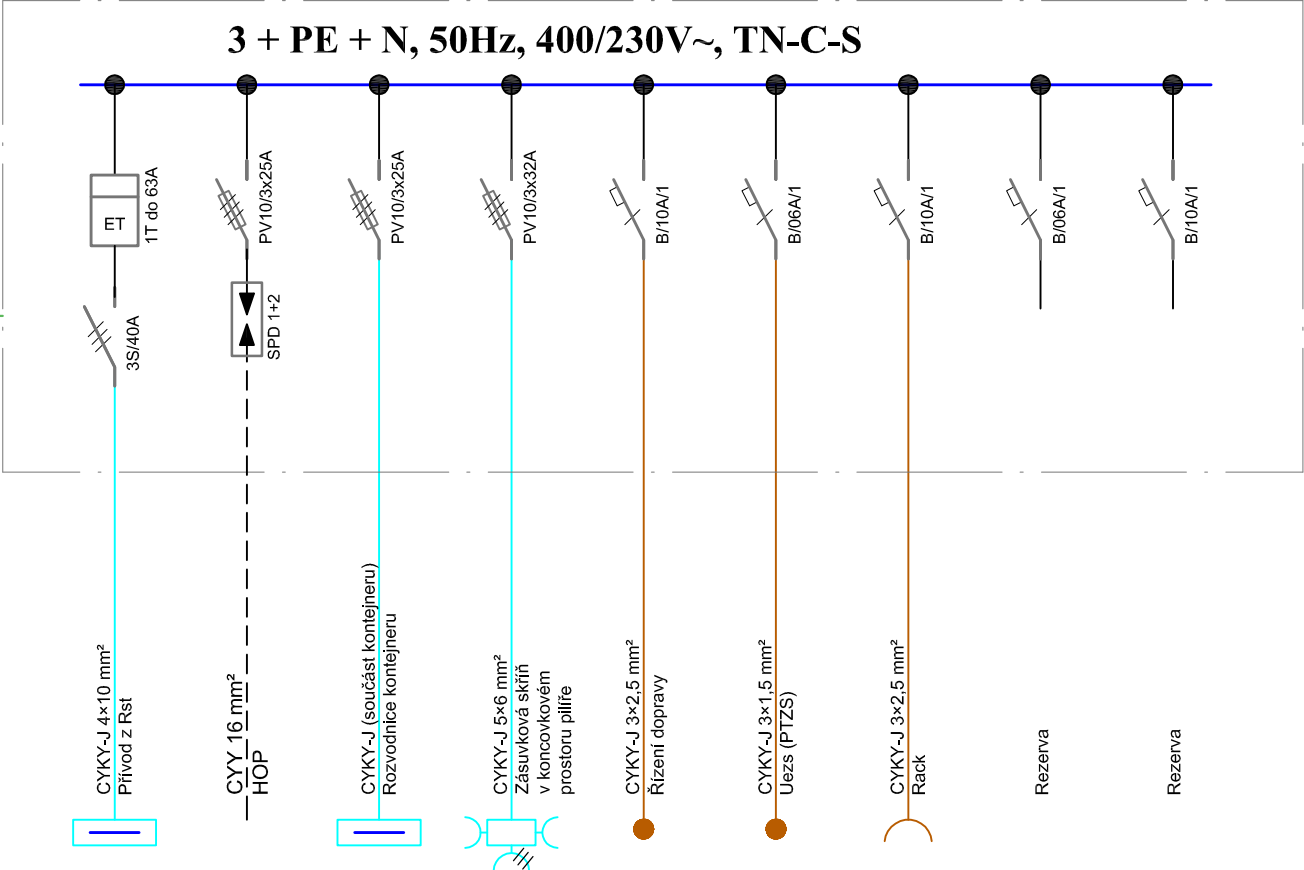 3 + PE + N, 50Hz, 400/230V~, TN-C-S
ET
1T do 63A
3S/40A
PV10/3x25A
SPD 1+2
PV10/3x25A
PV10/3x32A
B/10A/1
B/06A/1
B/10A/1
B/06A/1
B/10A/1
CYKY-J 4×10 mm²
Přívod z Rst
CYY 16 mm²
HOP
CYKY-J (součást kontejneru)
Rozvodnice kontejneru
CYKY-J 5×6 mm²
Zásuvková skříň
v koncovkovém
prostoru pilíře
CYKY-J 3×2,5 mm²
Řízení dopravy
CYKY-J 3×1,5 mm²
Uezs (PTZS)
CYKY-J 3×2,5 mm²
Rack
Rezerva
Rezerva